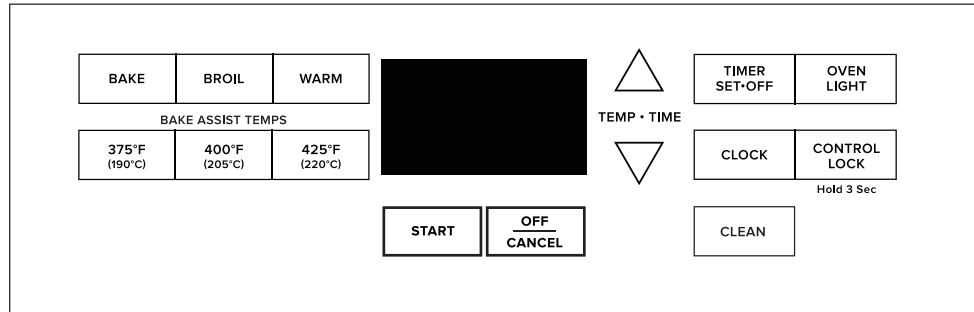 BAKE
BROIL
WARM
BAKE ASSIST TEMPS
375°F
(190°C)
400°F
(205°C)
425°F
(220°C)
START
OFF
CANCEL
TEMP • TIME
TIMER
SET•OFF
OVEN
LIGHT
CLOCK
CONTROL
LOCK
Hold 3 Sec
CLEAN